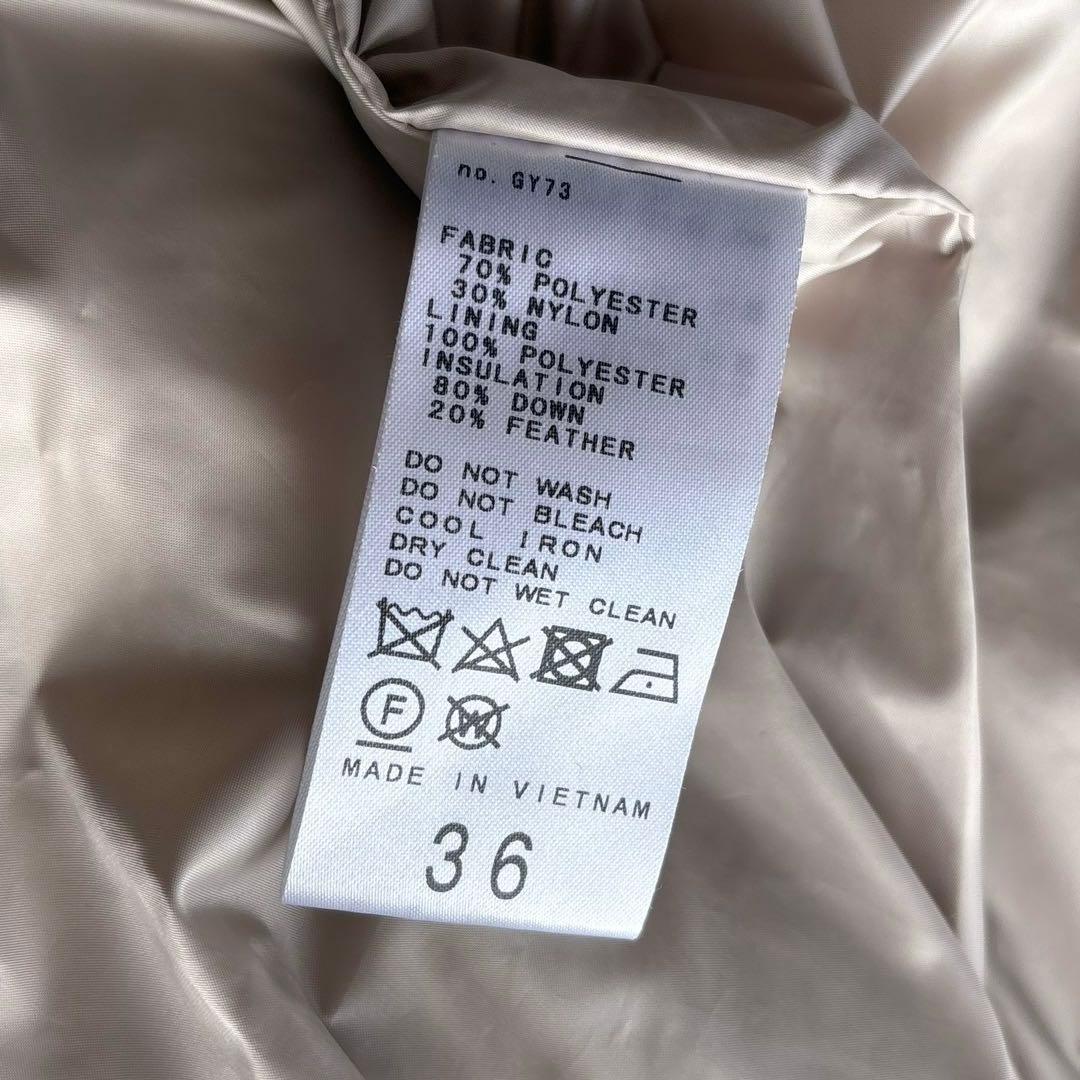 no. GY73
FABRIC
70% POLYESTER
30% NYLON
LINING
100% POLYESTER
INSULATION
80% DOWN
20% FEATHER
DO NOT WASH
DO NOT BLEACH
COOL IRON
DRY CLEAN
DO NOT WET CLEAN
F W
MADE IN VIETNAM
36